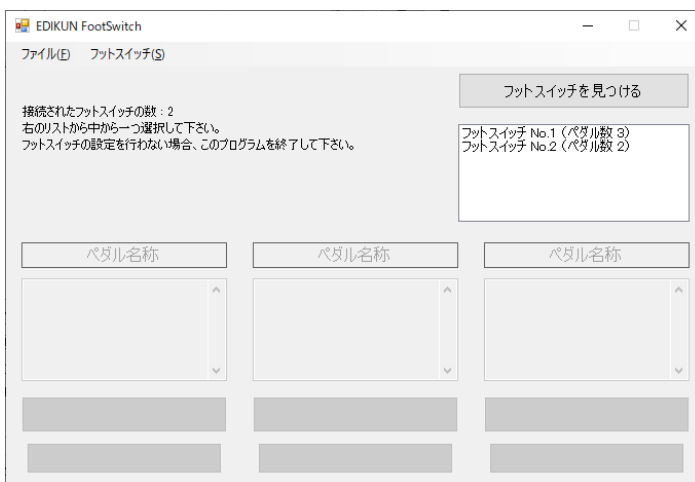 EDIKUN FootSwitch
ファイル(F) フットスイッチ(S)
フットスイッチを見つける
接続されたフットスイッチの数：2
右のリストから中から一つ選択して下さい。
フットスイッチの設定を行わない場合、このプログラムを終了して下さい。
フットスイッチ No.1（ペダル数 3）
フットスイッチ No.2（ペダル数 2）
ペダル名称 ペダル名称 ペダル名称